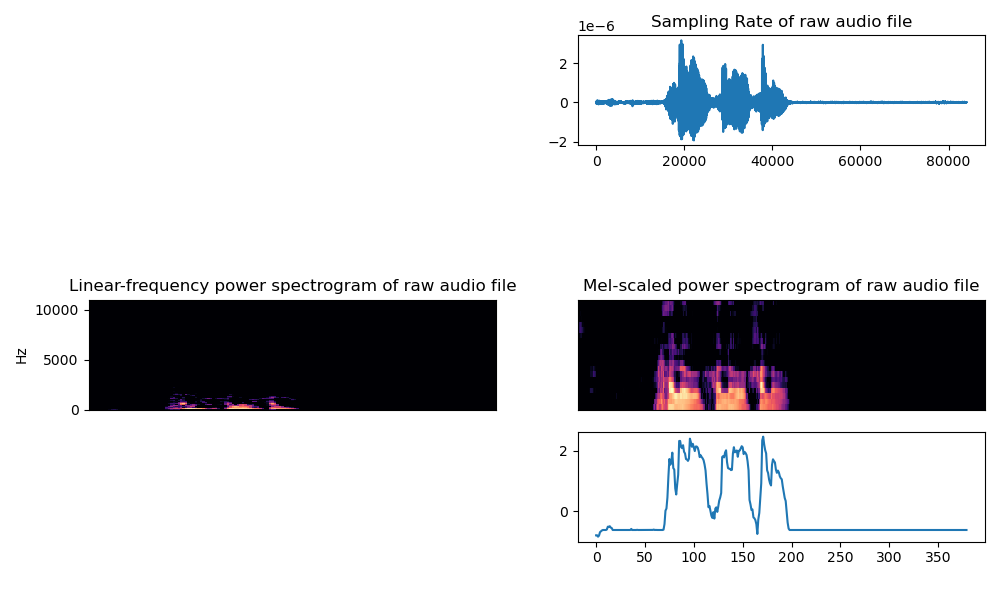 Sampling Rate of raw audio file
1e−6
2
0
−2
0 20000 40000 60000 80000
Linear-frequency power spectrogram of raw audio file
10000
5000
0
Hz
Mel-scaled power spectrogram of raw audio file
2
0
0 50 100 150 200 250 300 350